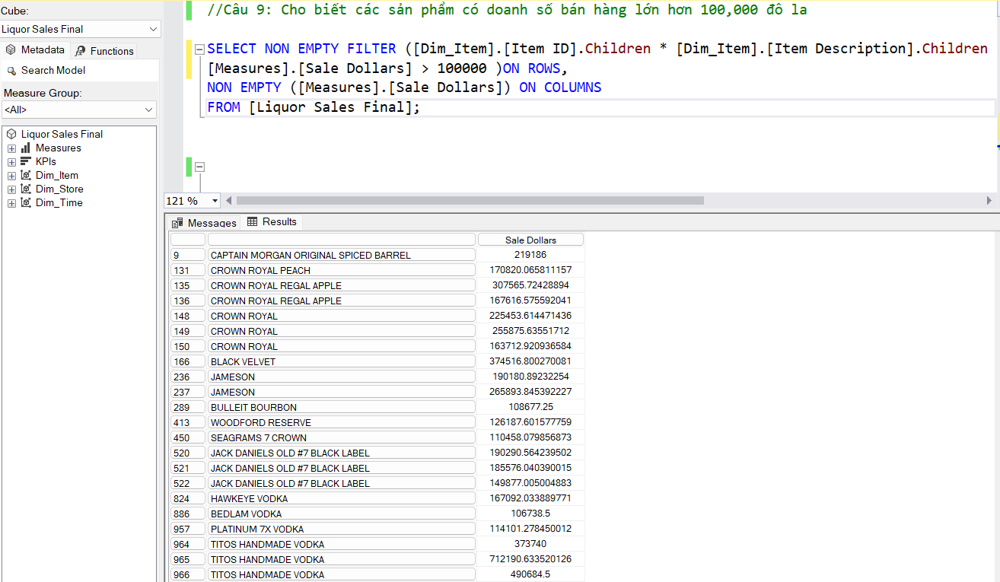 Cube:
Liquor Sales Final
Metadata
Functions
Search Model
Measure Group:
<All>
Liquor Sales Final
Measures
KPIs
Dim_Item
Dim_Store
Dim_Time
//Câu 9: Cho biết các sản phẩm có doanh số bán hàng lớn hơn 100,000 đô la
SELECT NON EMPTY FILTER ([Dim_Item].[Item ID].Children * [Dim_Item].[Item Description].Children
[Measures].[Sale Dollars] > 100000 )ON ROWS,
NON EMPTY ([Measures].[Sale Dollars]) ON COLUMNS
FROM [Liquor Sales Final];
121 %
Messages
Results
Sale Dollars
9 CAPTAIN MORGAN ORIGINAL SPICED BARREL 219186
131 CROWN ROYAL PEACH 170820.065811157
135 CROWN ROYAL REGAL APPLE 307565.72428894
136 CROWN ROYAL REGAL APPLE 167616.575592041
148 CROWN ROYAL 225453.614471436
149 CROWN ROYAL 255875.63551712
150 CROWN ROYAL 163712.920936584
166 BLACK VELVET 374516.800270081
236 JAMESON 190180.89232254
237 JAMESON 265893.845392227
289 BULLEIT BOURBON 108677.25
413 WOODFORD RESERVE 126187.601577759
450 SEAGRAMS 7 CROWN 110458.079856873
520 JACK DANIELS OLD #7 BLACK LABEL 190290.564239502
521 JACK DANIELS OLD #7 BLACK LABEL 185576.040390015
522 JACK DANIELS OLD #7 BLACK LABEL 149877.005004883
824 HAWKEYE VODKA 167092.033889771
886 BEDLAM VODKA 106738.5
957 PLATINUM 7X VODKA 114101.278450012
964 TITOS HANDMADE VODKA 373740
965 TITOS HANDMADE VODKA 712190.633520126
966 TITOS HANDMADE VODKA 490684.5